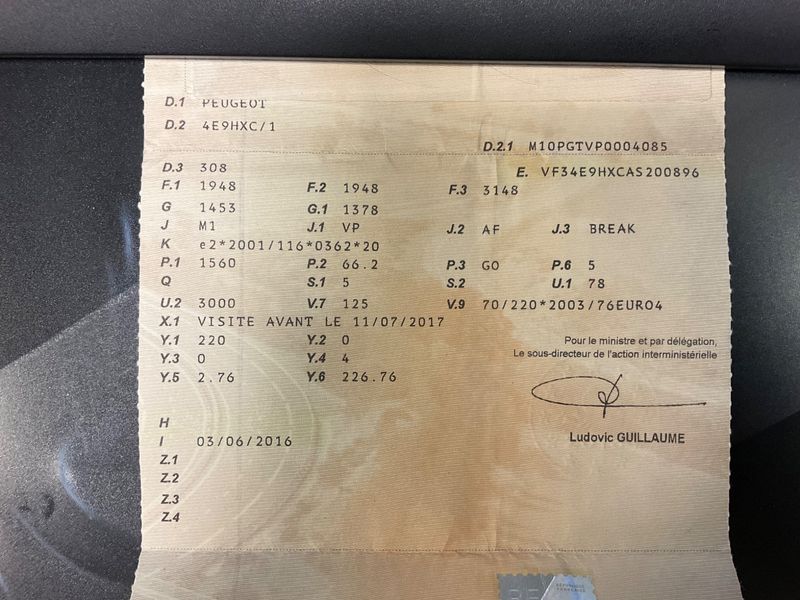 D.1 PEUGEOT
D.2 4E9HXC/1
D.2.1 M10PGTVP0004085
D.3 308 E. VF34E9HXCAS200896
F.1 1948 F.2 1948 F.3 3148
G 1453 G.1 1378
J M1 J.1 VP J.2 AF J.3 BREAK
K e2*2001/116*0362*20
P.1 1560 P.2 66.2 P.3 GO P.6 5
Q S.1 5 S.2 U.1 78
U.2 3000 V.7 125 V.9 70/220*2003/76EURO4
X.1 VISITE AVANT LE 11/07/2017
Y.1 220 Y.2 0
Y.3 0 Y.4 4
Y.5 2.76 Y.6 226.76
Pour le ministre et par délégation,
Le sous-directeur de l'action interministérielle
Ludovic GUILLAUME
H
I 03/06/2016
Z.1
Z.2
Z.3
Z.4
RÉPUBLIQUE
FRANÇAISE